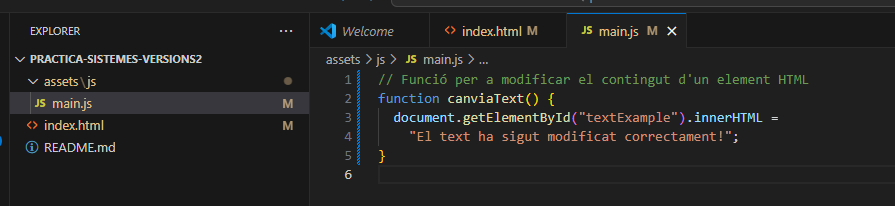 EXPLORER
...
PRACTICA-SISTEMES-VERSIONS2
assets\js
JS main.js M
index.html M
README.md
Welcome
index.html M
JS main.js M
assets > js > JS main.js > ...
1 // Funció per a modificar el contingut d'un element HTML
2 function canviaText() {
3 document.getElementById("textExample").innerHTML =
4 "El text ha sigut modificat correctament!";
5 }
6